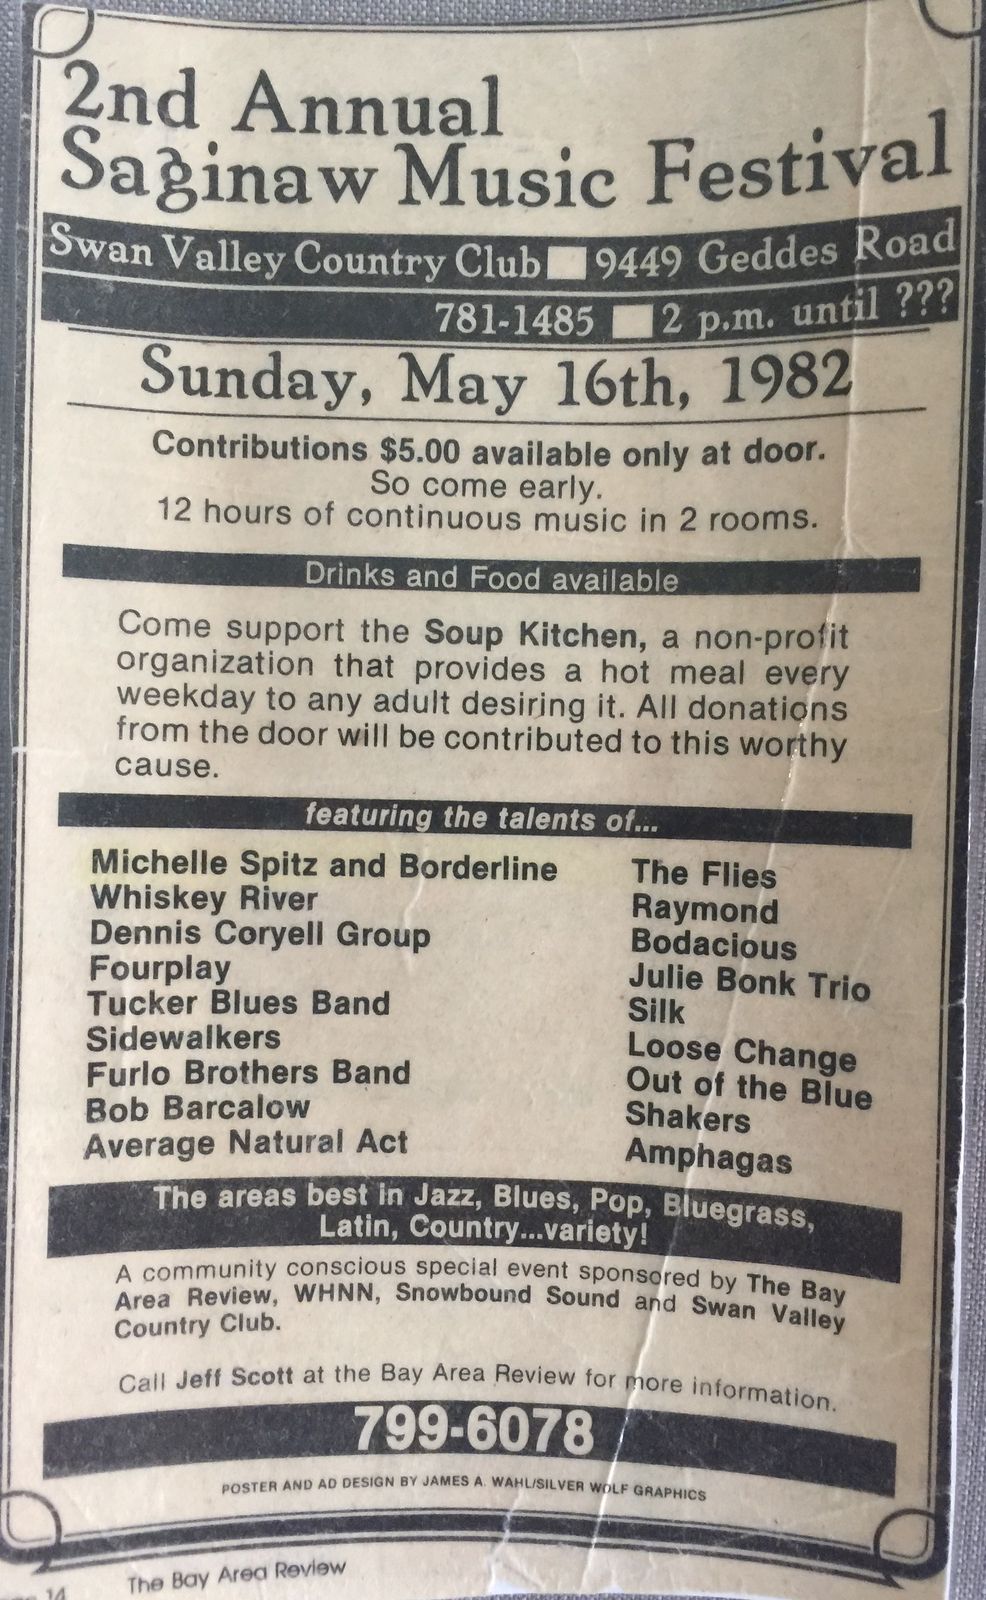 2nd Annual
Saginaw Music Festival
Swan Valley Country Club 9449 Geddes Road
781-1485 2 p.m. until ???
Sunday, May 16th, 1982
Contributions $5.00 available only at door.
So come early.
12 hours of continuous music in 2 rooms.
Drinks and Food available
Come support the Soup Kitchen, a non-profit
organization that provides a hot meal every
weekday to any adult desiring it. All donations
from the door will be contributed to this worthy
cause.
featuring the talents of...
Michelle Spitz and Borderline
Whiskey River
Dennis Coryell Group
Fourplay
Tucker Blues Band
Sidewalkers
Furlo Brothers Band
Bob Barcalow
Average Natural Act
The Flies
Raymond
Bodacious
Julie Bonk Trio
Silk
Loose Change
Out of the Blue
Shakers
Amphagas
The areas best in Jazz, Blues, Pop, Bluegrass,
Latin, Country...variety!
A community conscious special event sponsored by The Bay
Area Review, WHNN, Snowbound Sound and Swan Valley
Country Club.
Call Jeff Scott at the Bay Area Review for more information.
799-6078
POSTER AND AD DESIGN BY JAMES A. WAHL/SILVER WOLF GRAPHICS
14 The Bay Area Review